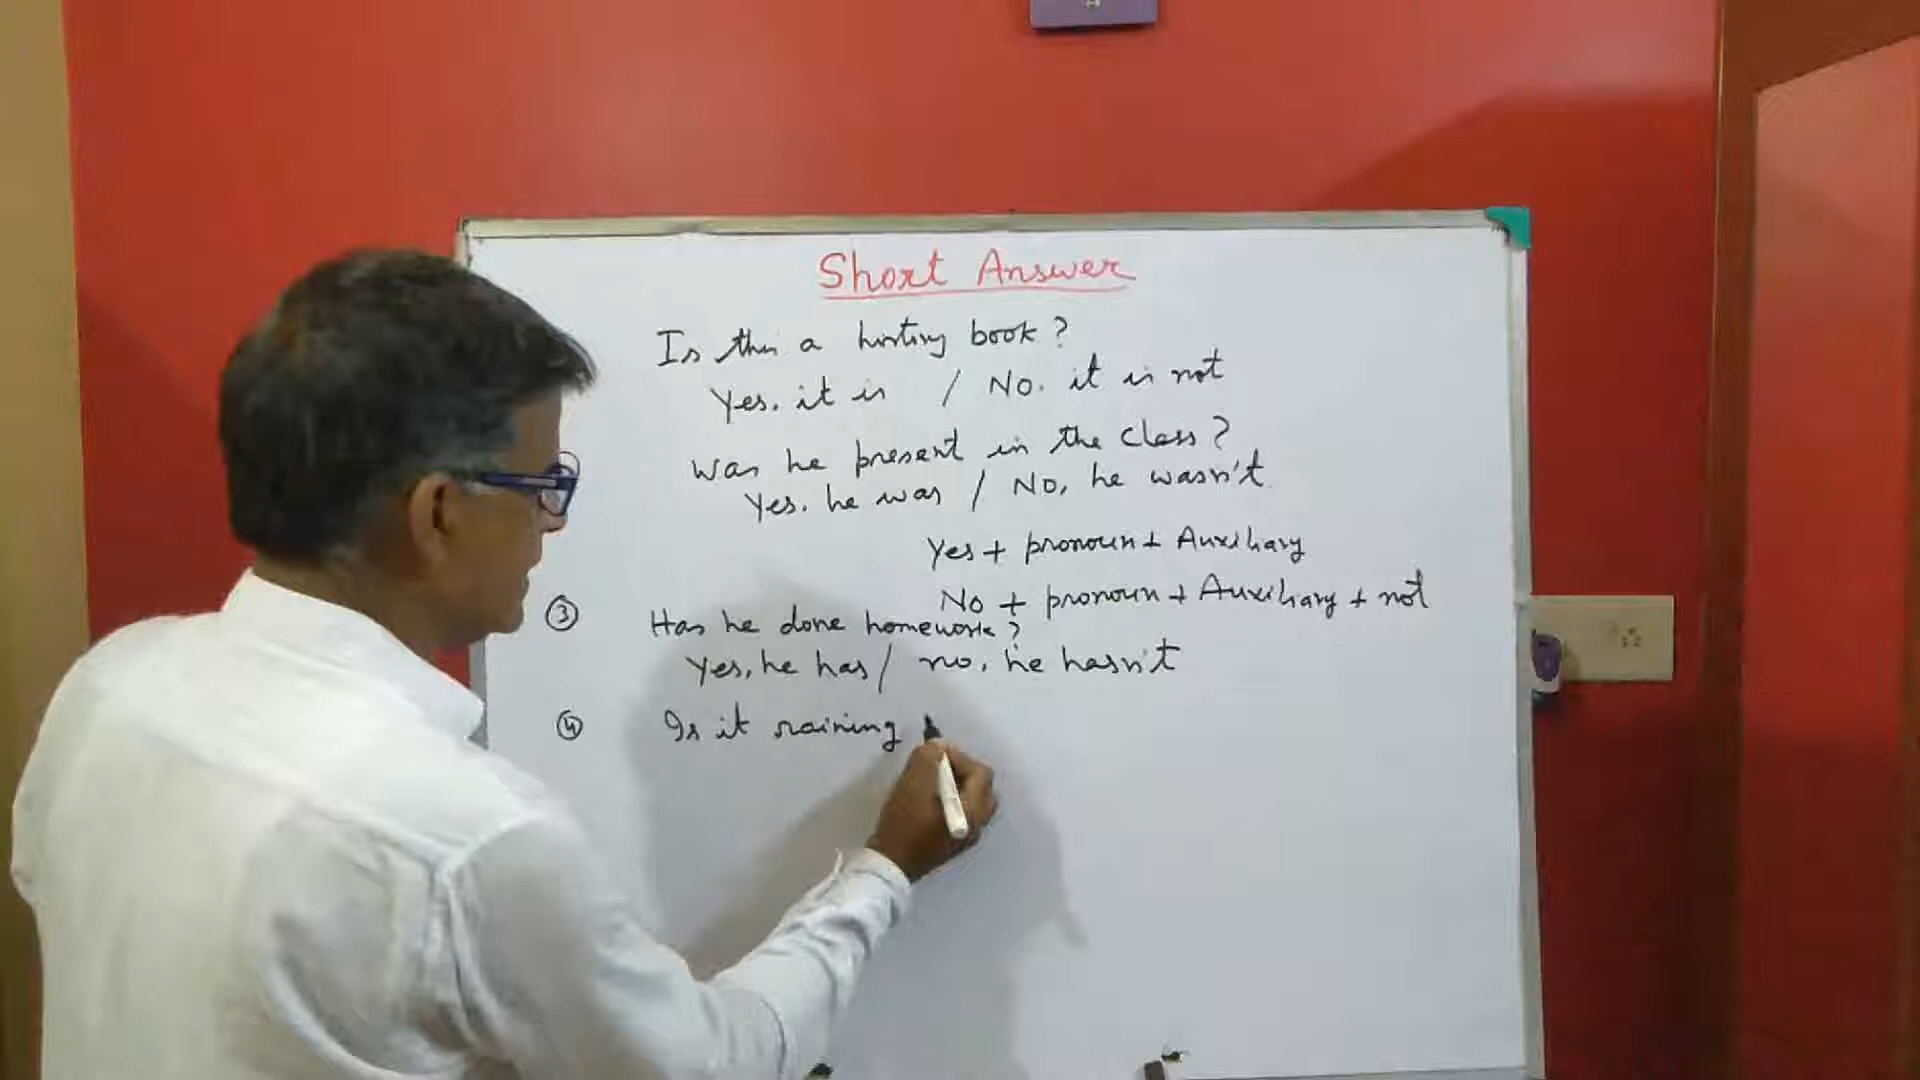 Short Answer
Is this a history book?
Yes. it is / No. it is not
Was he present in the class?
Yes. he was / No, he wasn't
Yes + pronoun + Auxiliary
No + pronoun + Auxiliary + not
③ Has he done homework?
Yes, he has / no, he hasn't
④ Is it raining